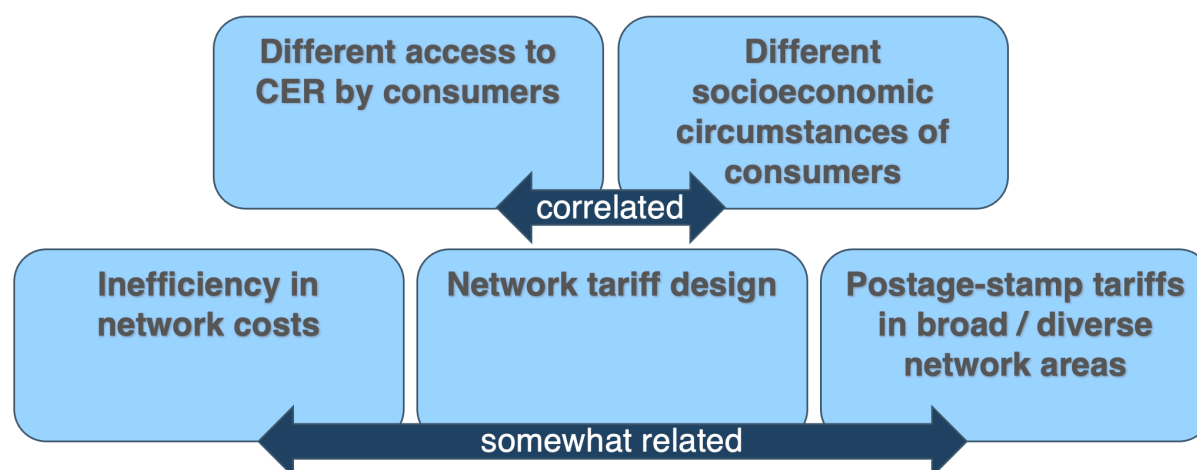 Different access to
CER by consumers
Different
socioeconomic
circumstances of
consumers
correlated
Inefficiency in
network costs
Network tariff design
Postage-stamp tariffs
in broad / diverse
network areas
somewhat related